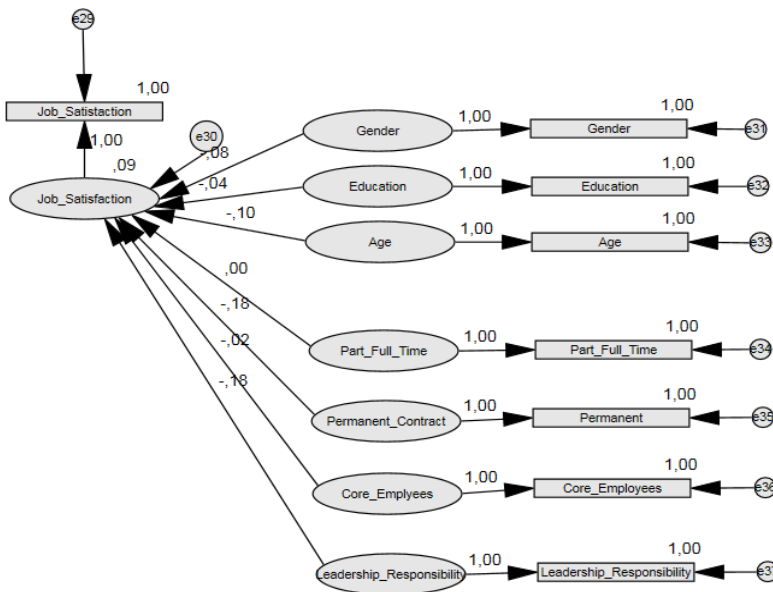 e29
1,00
Job_Satistaction
1,00
e30
,09
Job_Satisfaction
-,08
-,04
-,10
,00
-,18
-,02
-,18
Gender
1,00
1,00
Gender
e31
Education
1,00
1,00
Education
e32
Age
1,00
1,00
Age
e33
Part_Full_Time
1,00
1,00
Part_Full_Time
e34
Permanent_Contract
1,00
1,00
Permanent
e35
Core_Emplyees
1,00
1,00
Core_Employees
e36
Leadership_Responsibility
1,00
1,00
Leadership_Responsibility
e37